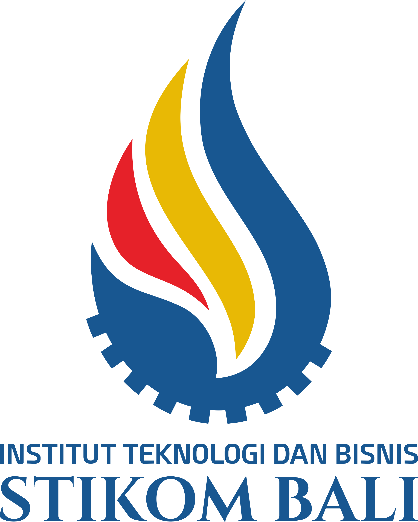 INSTITUT TEKNOLOGI DAN BISNIS
STIKOM BALI